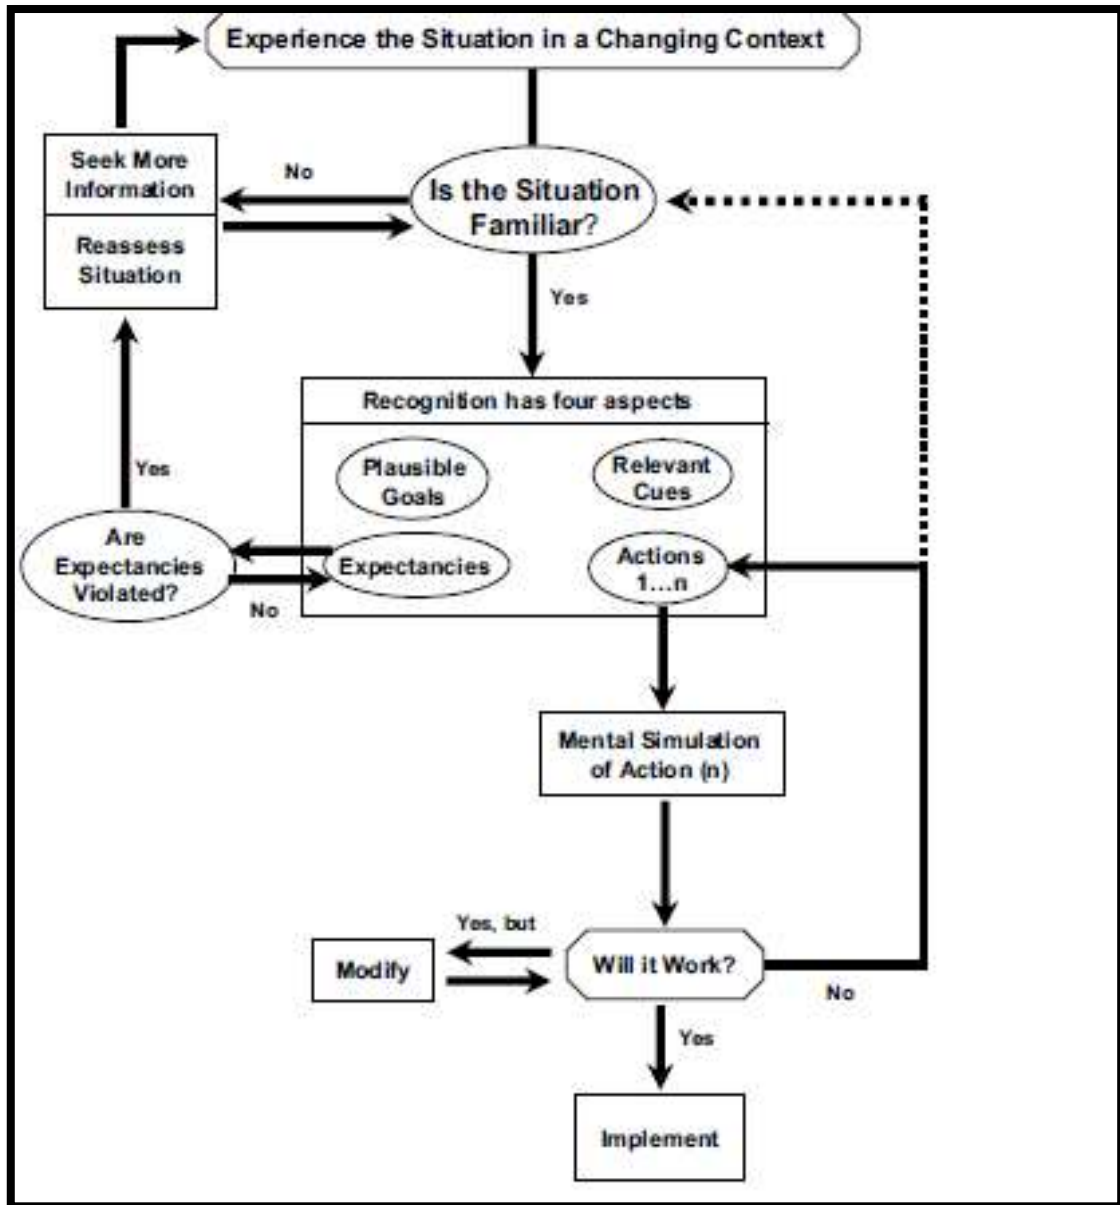 Experience the Situation in a Changing Context
Seek More
Information
No
Is the Situation
Familiar?
Reassess
Situation
Yes
Recognition has four aspects
Plausible
Goals
Relevant
Cues
Yes
Are
Expectancies
Violated?
Expectancies
Actions
1...n
No
Mental Simulation
of Action (n)
Yes, but
Modify
Will it Work?
No
Yes
Implement